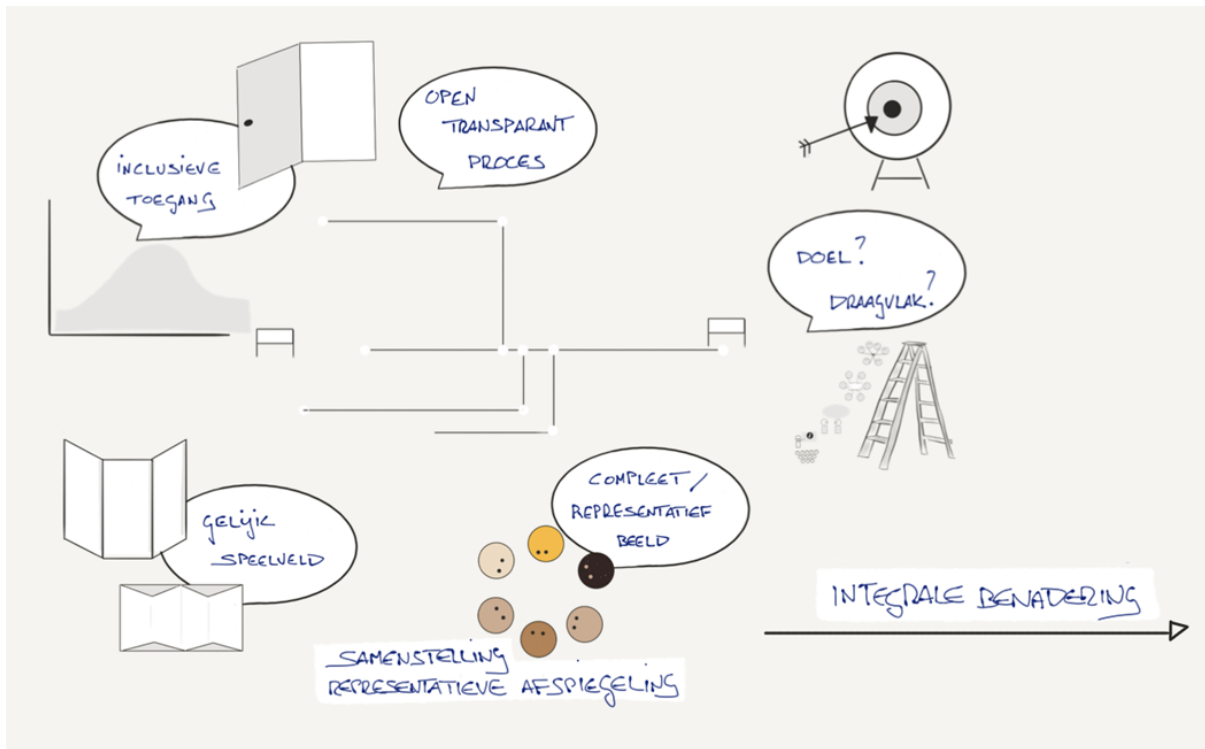 INCLUSIEVE
TOEGANG
OPEN
TRANSPARANT
PROCES
DOEL?
DRAAGVLAK?
GELIJK
SPEELVELD
COMPLEET /
REPRESENTATIEF
BEELD
SAMENSTELLING
REPRESENTATIEVE AFSPIEGELING
INTEGRALE BENADERING